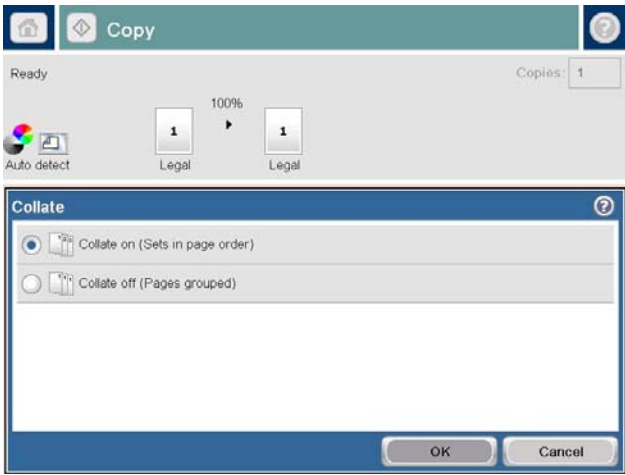 Copy
Ready
Copies: 1
100%
1
1
Auto detect
Legal
Legal
Collate
Collate on (Sets in page order)
Collate off (Pages grouped)
OK
Cancel